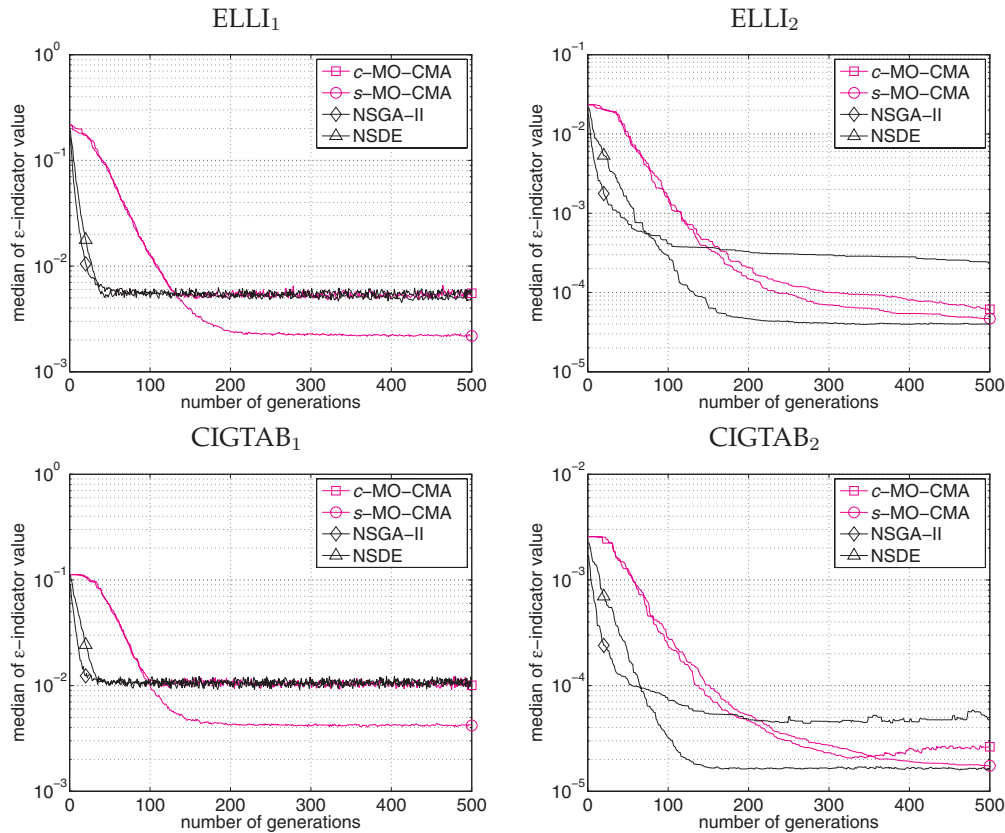 ELLI₁
10⁰
10⁻¹
10⁻²
10⁻³
median of ε−indicator value
c−MO−CMA
s−MO−CMA
NSGA−II
NSDE
0 100 200 300 400 500
number of generations
ELLI₂
10⁻¹
10⁻²
10⁻³
10⁻⁴
10⁻⁵
median of ε−indicator value
c−MO−CMA
s−MO−CMA
NSGA−II
NSDE
0 100 200 300 400 500
number of generations
CIGTAB₁
10⁰
10⁻¹
10⁻²
10⁻³
median of ε−indicator value
c−MO−CMA
s−MO−CMA
NSGA−II
NSDE
0 100 200 300 400 500
number of generations
CIGTAB₂
10⁻²
10⁻³
10⁻⁴
10⁻⁵
median of ε−indicator value
c−MO−CMA
s−MO−CMA
NSGA−II
NSDE
0 100 200 300 400 500
number of generations